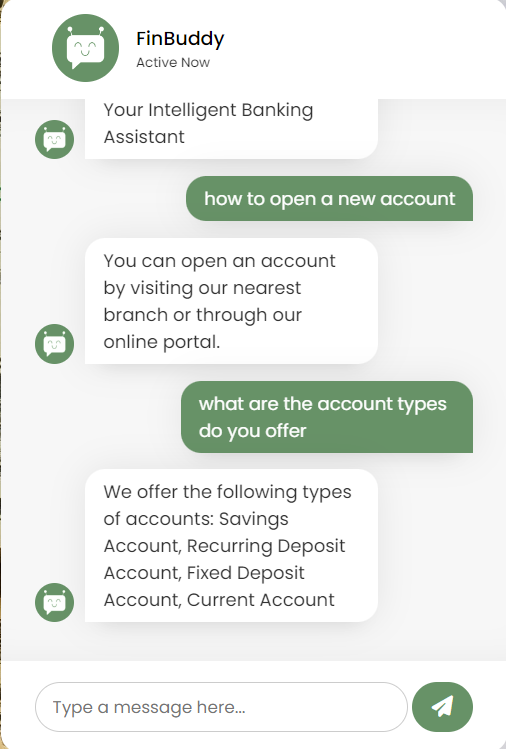 FinBuddy
Active Now
Your Intelligent Banking
Assistant
how to open a new account
You can open an account
by visiting our nearest
branch or through our
online portal.
what are the account types
do you offer
We offer the following types
of accounts: Savings
Account, Recurring Deposit
Account, Fixed Deposit
Account, Current Account
Type a message here...